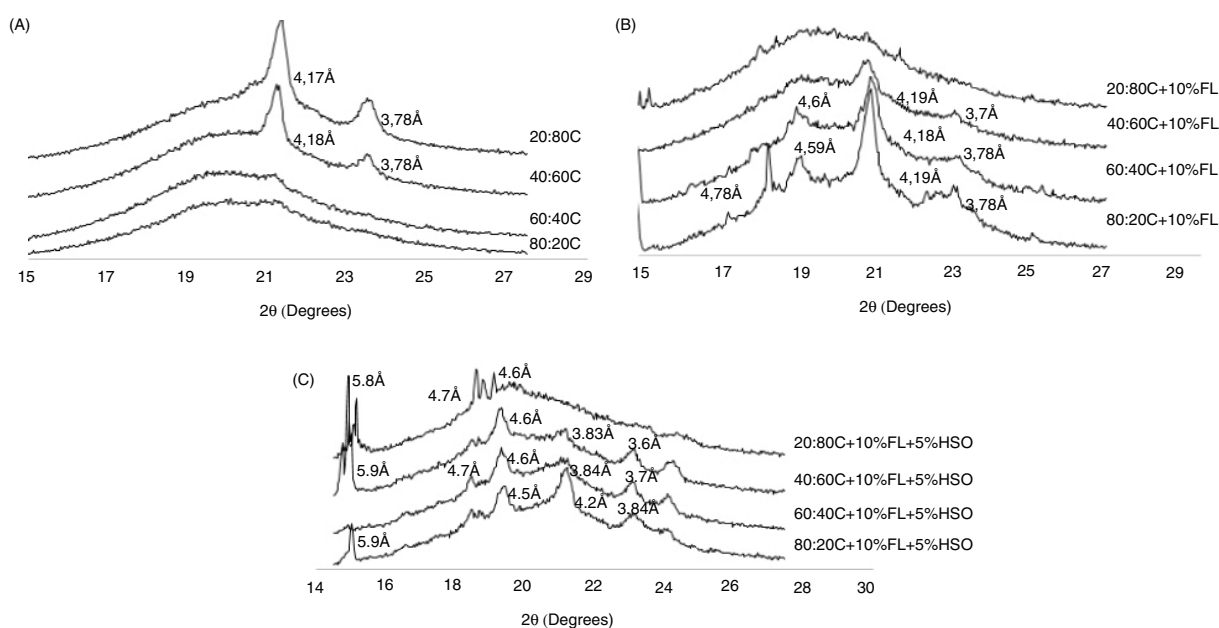 (A)
4,17Å
3,78Å
20:80C
4,18Å
3,78Å
40:60C
60:40C
80:20C
15 17 19 21 23 25 27 29
2θ (Degrees)
(B)
20:80C+10%FL
4,6Å
4,19Å
3,7Å
40:60C+10%FL
4,59Å
4,18Å
3,78Å
60:40C+10%FL
4,78Å
4,19Å
3,78Å
80:20C+10%FL
15 17 19 21 23 25 27 29
2θ (Degrees)
(C)
5.8Å
4.7Å
4.6Å
20:80C+10%FL+5%HSO
4.6Å
3.83Å
3.6Å
5.9Å
40:60C+10%FL+5%HSO
4.7Å
4.6Å
3.84Å
3.7Å
60:40C+10%FL+5%HSO
4.5Å
4.2Å
3.84Å
5.9Å
80:20C+10%FL+5%HSO
14 16 18 20 22 24 26 28 30
2θ (Degrees)